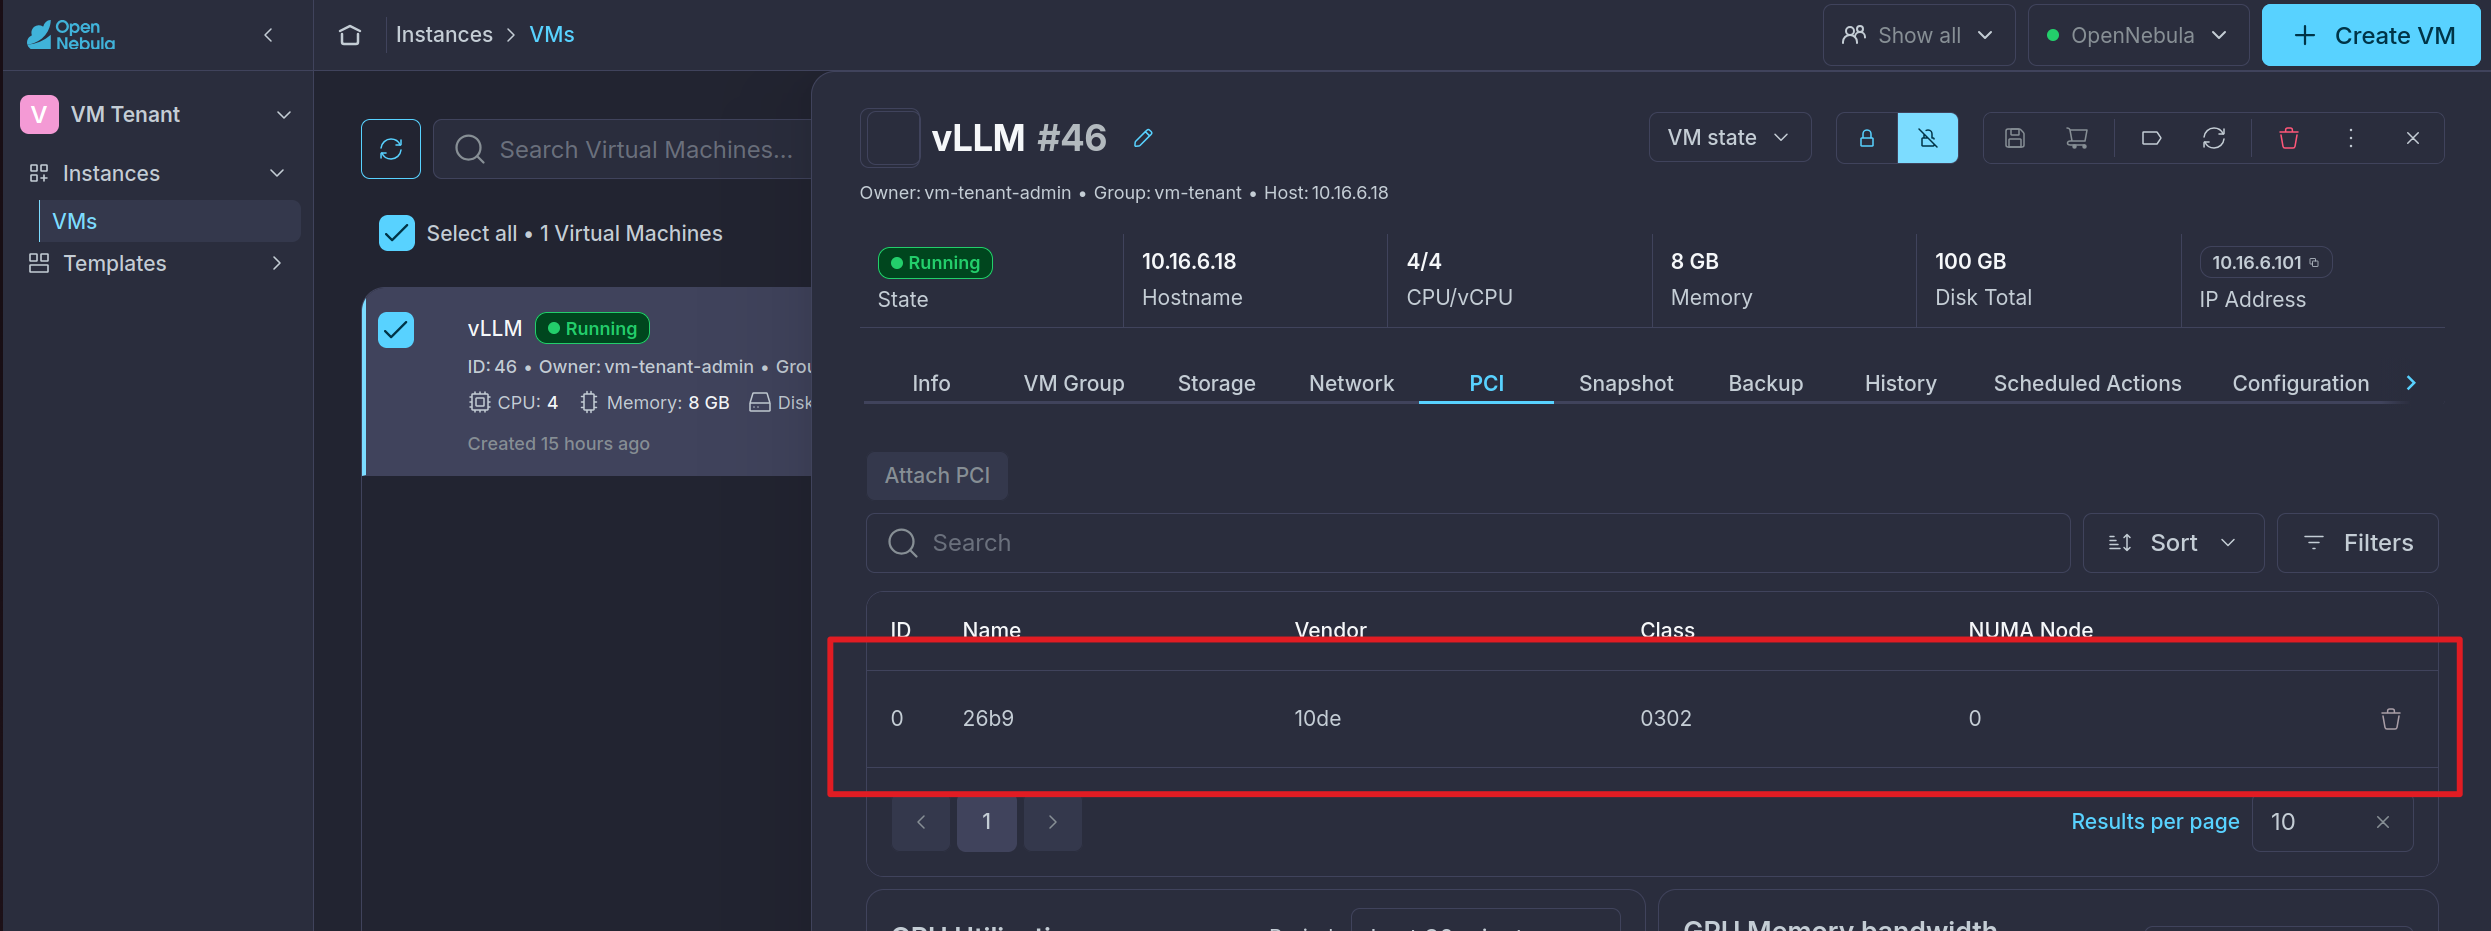 Open
Nebula
Instances > VMs
Show all
OpenNebula
+ Create VM
V VM Tenant
Instances
VMs
Templates
Search Virtual Machines...
Select all • 1 Virtual Machines
vLLM Running
ID: 46 • Owner: vm-tenant-admin • Grou
CPU: 4 Memory: 8 GB Disk
Created 15 hours ago
vLLM #46
VM state
Owner: vm-tenant-admin • Group: vm-tenant • Host: 10.16.6.18
Running
State
10.16.6.18
Hostname
4/4
CPU/vCPU
8 GB
Memory
100 GB
Disk Total
10.16.6.101
IP Address
Info VM Group Storage Network PCI Snapshot Backup History Scheduled Actions Configuration
Attach PCI
Search
Sort
Filters
ID Name Vendor Class NUMA Node
0 26b9 10de 0302 0
1
Results per page 10
GPU Memory bandwidth